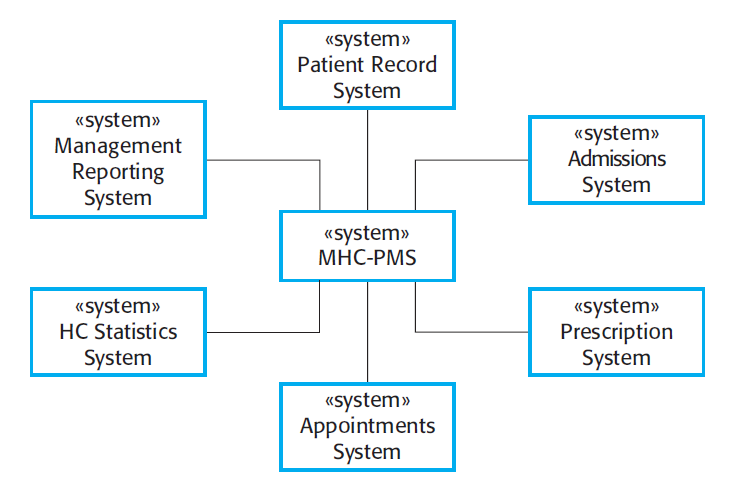 «system»
Patient Record
System
«system»
Management
Reporting
System
«system»
Admissions
System
«system»
MHC-PMS
«system»
HC Statistics
System
«system»
Prescription
System
«system»
Appointments
System